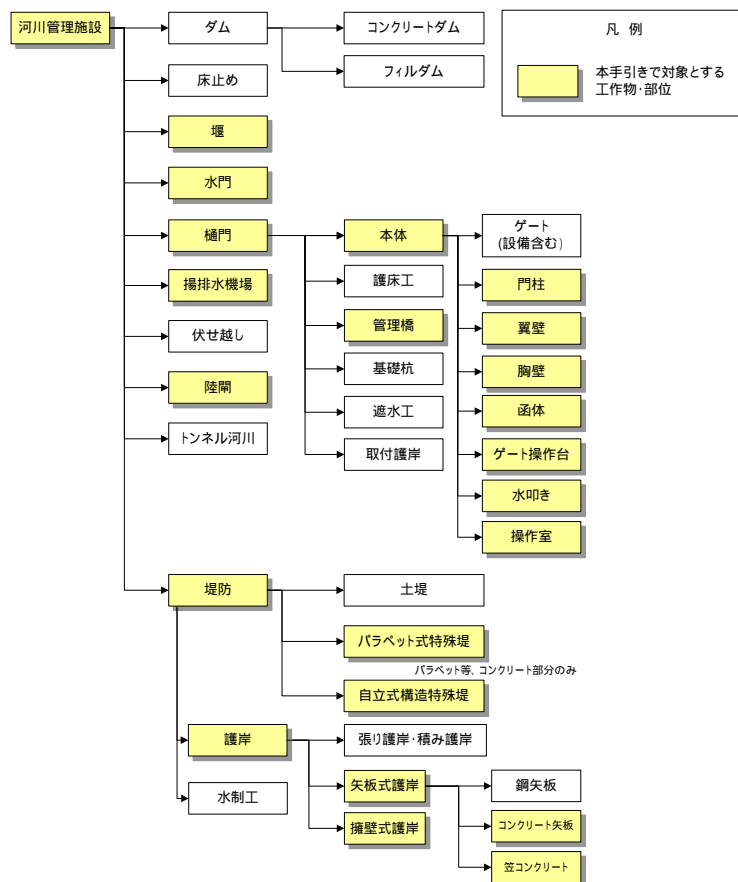 河川管理施設
ダム
コンクリートダム
フィルダム
凡 例
本手引きで対象とする
工作物・部位
床止め
堰
水門
樋門
本体
ゲート
(設備含む)
揚排水機場
護床工
門柱
伏せ越し
管理橋
翼壁
陸閘
基礎杭
胸壁
トンネル河川
遮水工
函体
取付護岸
ゲート操作台
水叩き
操作室
堤防
土堤
パラペット式特殊堤
パラペット等、コンクリート部分のみ
自立式構造特殊堤
護岸
張り護岸・積み護岸
水制工
矢板式護岸
鋼矢板
擁壁式護岸
コンクリート矢板
笠コンクリート